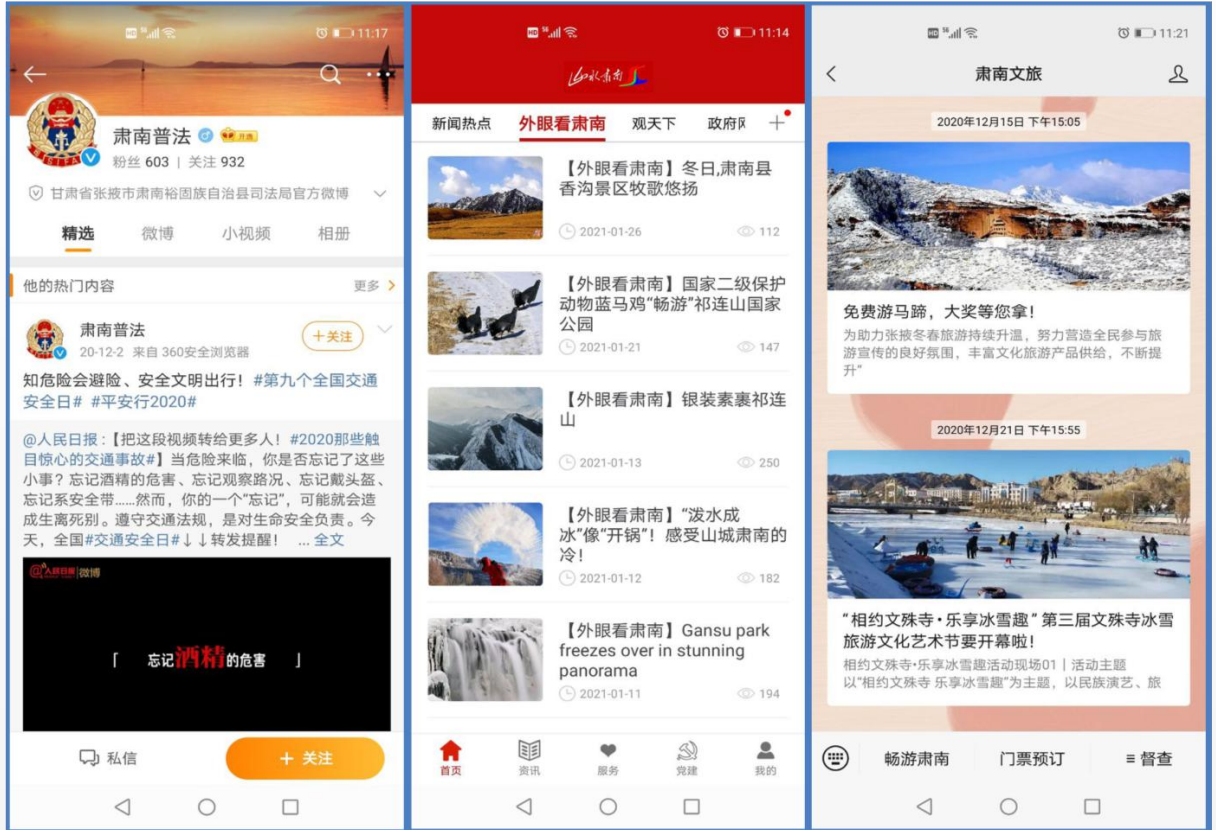 HD 5G 11:17
肃南普法
粉丝 603 | 关注 932
甘肃省张掖市肃南裕固族自治县司法局官方微博
精选 微博 小视频 相册
他的热门内容 更多
肃南普法
+关注
20-12-2 来自 360安全浏览器
知危险会避险、安全文明出行！#第九个全国交通
安全日# #平安行2020#
@人民日报：【把这段视频转给更多人！#2020那些触
目惊心的交通事故#】当危险来临，你是否忘记了这些
小事？忘记酒精的危害、忘记观察路况、忘记戴头盔、
忘记系安全带……然而，你的一个“忘记”，可能就会造
成生离死别。遵守交通法规，是对生命安全负责。今
天，全国#交通安全日#↓↓转发提醒！ ...全文
@人民日报 微博
「 忘记酒精的危害 」
私信
+ 关注
HD 5G 11:14
山水肃南
新闻热点 外眼看肃南 观天下 政府网 +
【外眼看肃南】冬日,肃南县
香沟景区牧歌悠扬
2021-01-26 112
【外眼看肃南】国家二级保护
动物蓝马鸡“畅游”祁连山国家
公园
2021-01-21 147
【外眼看肃南】银装素裹祁连
山
2021-01-13 250
【外眼看肃南】“泼水成
冰”像“开锅”！感受山城肃南的
冷！
2021-01-12 182
【外眼看肃南】Gansu park
freezes over in stunning
panorama
2021-01-11 194
首页 资讯 服务 党建 我的
HD 5G 11:21
肃南文旅
2020年12月15日 下午15:05
免费游马蹄，大奖等您拿！
为助力张掖冬春旅游持续升温，努力营造全民参与旅
游宣传的良好氛围，丰富文化旅游产品供给，不断提
升”
2020年12月21日 下午15:55
“相约文殊寺·乐享冰雪趣”第三届文殊寺冰雪
旅游文化艺术节要开幕啦！
相约文殊寺·乐享冰雪趣活动现场01 | 活动主题
以“相约文殊寺 乐享冰雪趣”为主题，以民族演艺、旅
畅游肃南 门票预订 ≡ 督查